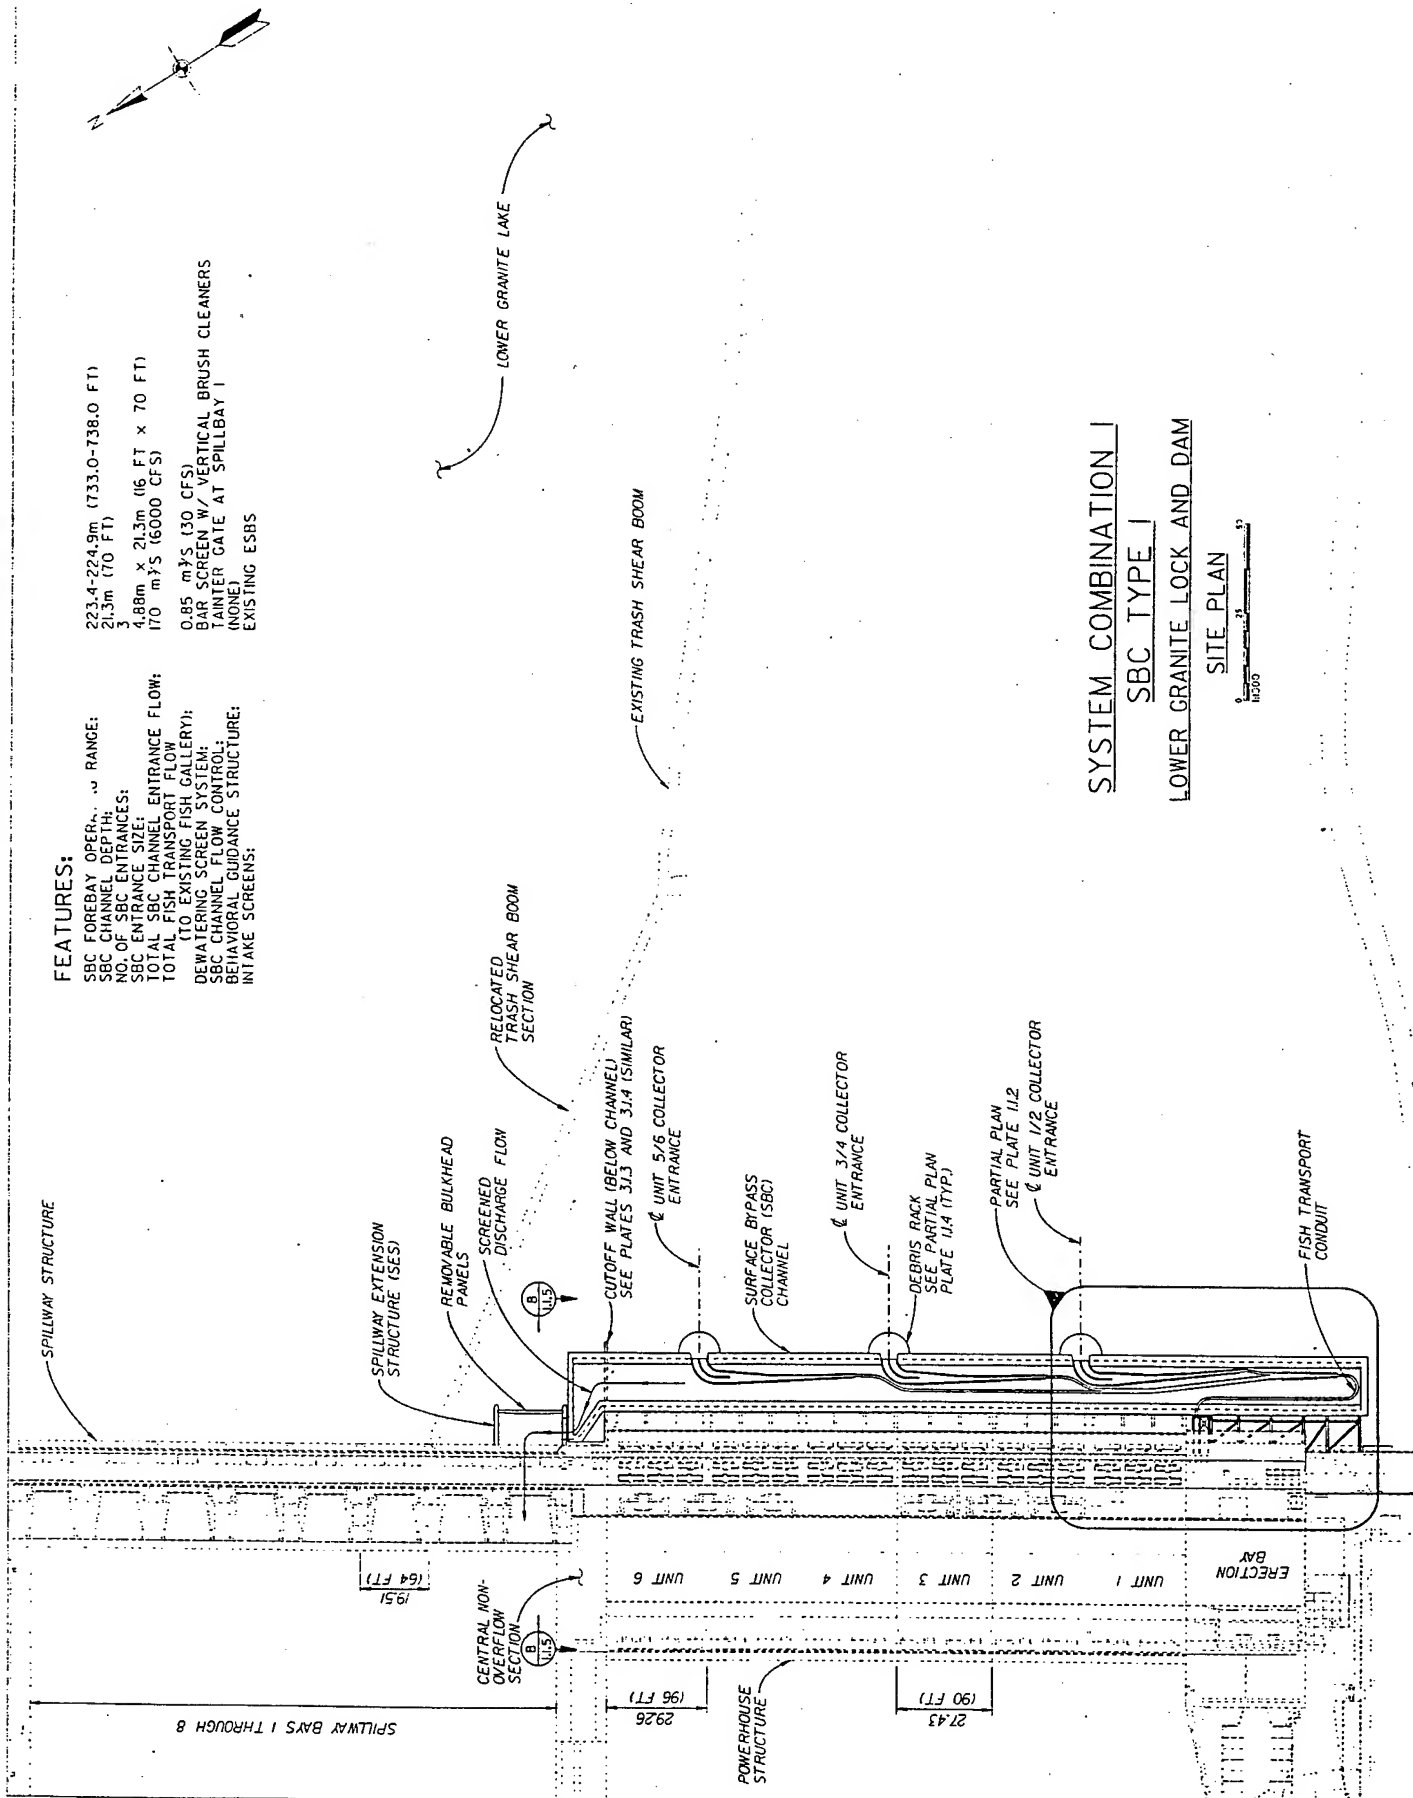 FEATURES:
SBC FOREBAY RANGE: 223.4-224.9m (733.0-738.0 FT)
SBC CHANNEL DEPTH: 21.3m (70 FT)
NO. OF SBC ENTRANCES: 3
SBC ENTRANCE SIZE: 4.88m x 21.3m (16 FT x 70 FT)
TOTAL SBC CHANNEL ENTRANCE FLOW: 170 m³/S (6000 CFS)
TOTAL FISH TRANSPORT FLOW
(TO EXISTING FISH GALLERY): 0.85 m³/S (30 CFS)
DEWATERING SCREEN SYSTEM: BAR SCREEN W/ VERTICAL BRUSH CLEANERS
SBC CHANNEL FLOW CONTROL: TAINTER GATE AT SPILLBAY 1
BEHAVIORAL GUIDANCE STRUCTURE: (NONE)
INTAKE SCREENS: EXISTING ESBS
N
LOWER GRANITE LAKE
EXISTING TRASH SHEAR BOOM
RELOCATED
TRASH SHEAR BOOM
SECTION
SPILLWAY STRUCTURE
SPILLWAY EXTENSION
STRUCTURE (SES)
REMOVABLE BULKHEAD
PANELS
SCREENED
DISCHARGE FLOW
B
1.1.5
CUTOFF WALL (BELOW CHANNEL)
SEE PLATES 3.1.3 AND 3.1.4 (SIMILAR)
℄ UNIT 5/6 COLLECTOR
ENTRANCE
SURFACE BYPASS
COLLECTOR (SBC)
CHANNEL
℄ UNIT 3/4 COLLECTOR
ENTRANCE
DEBRIS RACK
SEE PARTIAL PLAN
PLATE 1.1.4 (TYP.)
PARTIAL PLAN
SEE PLATE 1.1.2
℄ UNIT 1/2 COLLECTOR
ENTRANCE
FISH TRANSPORT
CONDUIT
SPILLWAY BAYS 1 THROUGH 8
19.51
(64 FT)
CENTRAL NON-
OVERFLOW
SECTION
B
1.1.5
UNIT 6
UNIT 5
UNIT 4
UNIT 3
UNIT 2
UNIT 1
ERECTION
BAY
29.26
(96 FT)
27.43
(90 FT)
POWERHOUSE
STRUCTURE
SYSTEM COMBINATION 1
SBC TYPE 1
LOWER GRANITE LOCK AND DAM
SITE PLAN
0 25 50